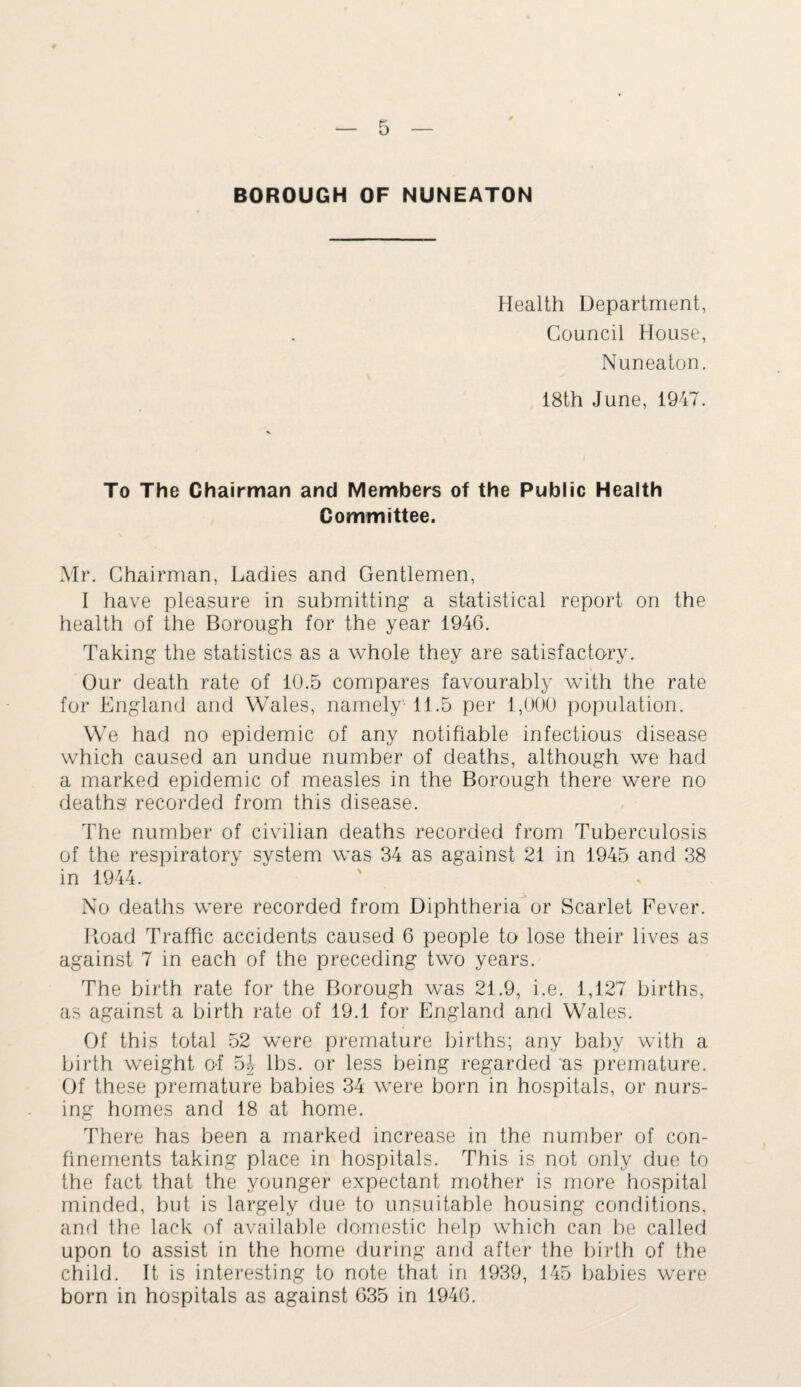 — 5 —
BOROUGH OF NUNEATON
Health Department,
Council House,
Nuneaton.
18th June, 1947.
To The Chairman and Members of the Public Health
Committee.
Mr. Chairman, Ladies and Gentlemen,
I have pleasure in submitting a statistical report on the
health of the Borough for the year 1946.
Taking the statistics as a whole they are satisfactory.
Our death rate of 10.5 compares favourably with the rate
for England and Wales, namely 11.5 per 1,000 population.
We had no epidemic of any notifiable infectious disease
which caused an undue number of deaths, although we had
a marked epidemic of measles in the Borough there were no
deaths recorded from this disease.
The number of civilian deaths recorded from Tuberculosis
of the respiratory system was 34 as against 21 in 1945 and 38
in 1944.
No deaths were recorded from Diphtheria or Scarlet Fever.
Road Traffic accidents caused 6 people to lose their lives as
against 7 in each of the preceding two years.
The birth rate for the Borough was 21.9, i.e. 1,127 births,
as against a birth rate of 19.1 for England and Wales.
Of this total 52 were premature births; any baby with a
birth weight of 5½ lbs. or less being regarded as premature.
Of these premature babies 34 were born in hospitals, or nurs-
ing homes and 18 at home.
There has been a marked increase in the number of con-
finements taking place in hospitals. This is not only due to
the fact that the younger expectant mother is more hospital
minded, but is largely due to unsuitable housing conditions,
and the lack of available domestic help which can be called
upon to assist in the home during and after the birth of the
child. It is interesting to note that in 1939, 145 babies were
born in hospitals as against 635 in 1946.